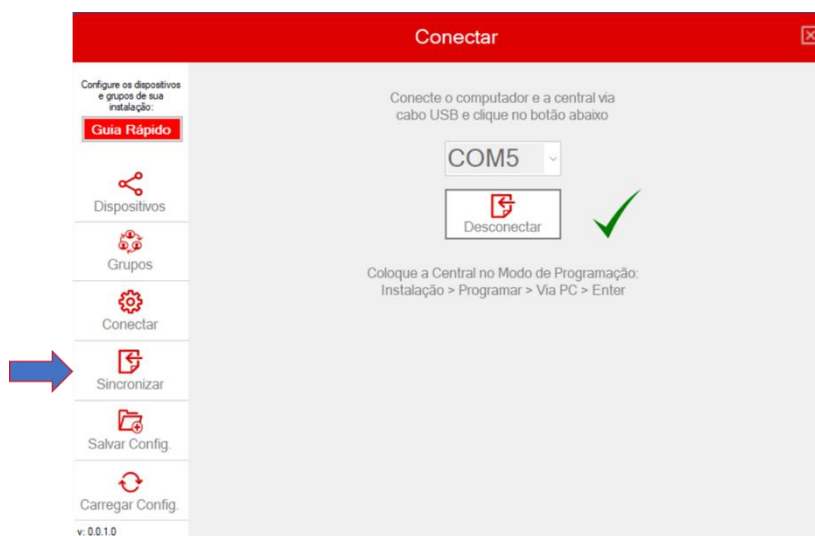 Conectar
Configure os dispositivos
e grupos de sua
instalação:
Guia Rápido
Dispositivos
Grupos
Conectar
Sincronizar
Salvar Config.
Carregar Config.
v: 0.0.1.0
Conecte o computador e a central via
cabo USB e clique no botão abaixo
COM5
Desconectar
Coloque a Central no Modo de Programação:
Instalação > Programar > Via PC > Enter